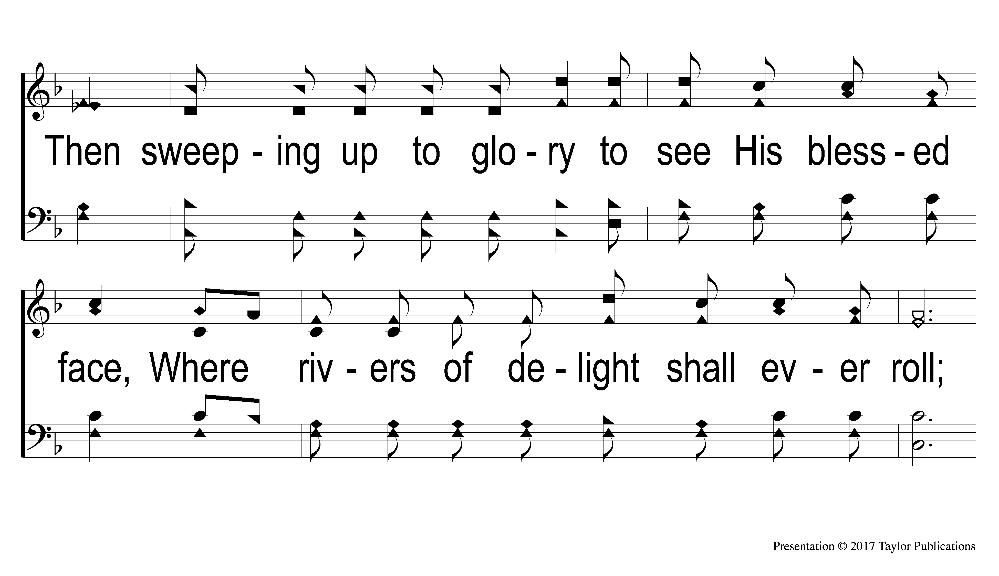 Then sweep - ing up to glo - ry to see His bless - ed
face, Where riv - ers of de - light shall ev - er roll;
Presentation © 2017 Taylor Publications